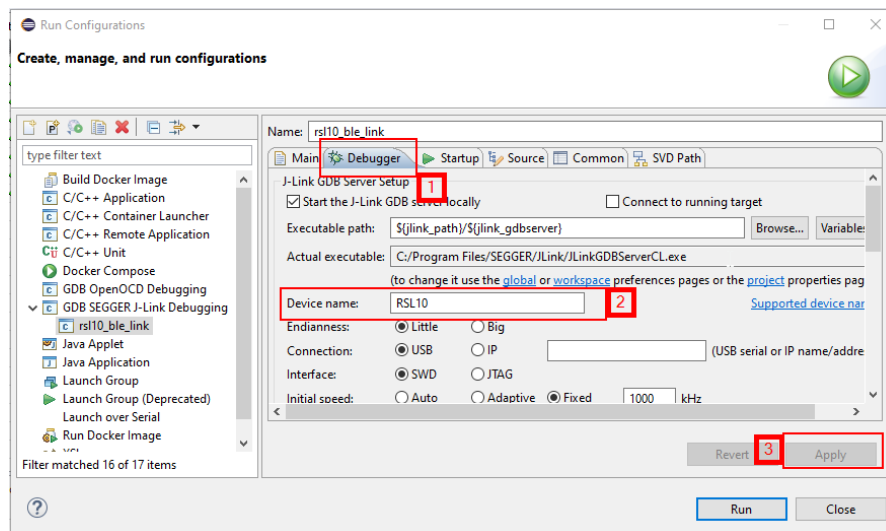 Run Configurations
Create, manage, and run configurations
type filter text
Build Docker Image
C/C++ Application
C/C++ Container Launcher
C/C++ Remote Application
C/C++ Unit
Docker Compose
GDB OpenOCD Debugging
GDB SEGGER J-Link Debugging
rsl10_ble_link
Java Applet
Java Application
Launch Group
Launch Group (Deprecated)
Launch over Serial
Run Docker Image
Filter matched 16 of 17 items
Name: rsl10_ble_link
Main Debugger Startup Source Common SVD Path
1
J-Link GDB Server Setup
Start the J-Link GDB server locally Connect to running target
Executable path: ${jlink_path}/${jlink_gdbserver} Browse... Variable
Actual executable: C:/Program Files/SEGGER/JLink/JLinkGDBServerCL.exe
(to change it use the global or workspace preferences pages or the project properties pag
Device name: RSL10 2 Supported device nar
Endianness: Little Big
Connection: USB IP (USB serial or IP name/addre
Interface: SWD JTAG
Initial speed: Auto Adaptive Fixed 1000 kHz
Revert 3 Apply
Run Close